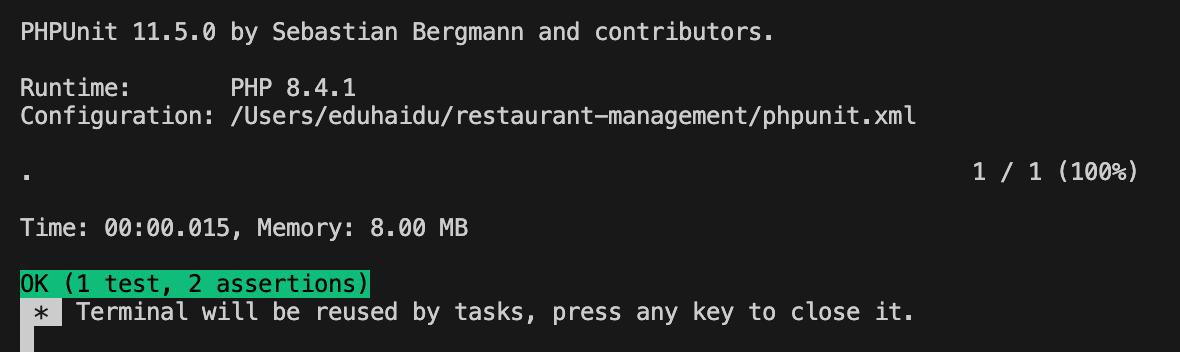 PHPUnit 11.5.0 by Sebastian Bergmann and contributors.
Runtime:       PHP 8.4.1
Configuration: /Users/eduhaidu/restaurant-management/phpunit.xml
.                                                                   1 / 1 (100%)
Time: 00:00.015, Memory: 8.00 MB
OK (1 test, 2 assertions)
 *  Terminal will be reused by tasks, press any key to close it.